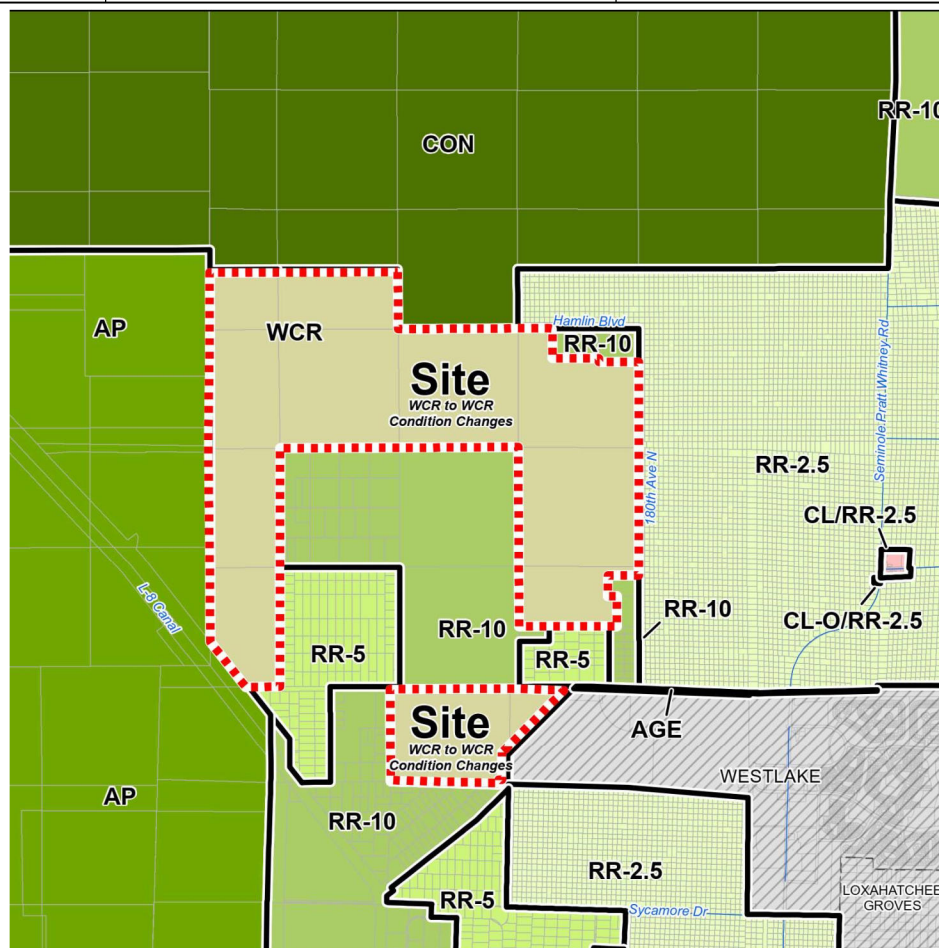 RR-10
CON
AP
WCR
Hamlin Blvd
RR-10
Site
WCR to WCR
Condition Changes
Seminole Pratt Whitney Rd
RR-2.5
180th Ave N
CL/RR-2.5
L-8 Canal
RR-10
CL-O/RR-2.5
RR-10
RR-5
RR-5
Site
WCR to WCR
Condition Changes
AGE
WESTLAKE
AP
RR-10
RR-2.5
RR-5
Sycamore Dr
LOXAHATCHEE
GROVES